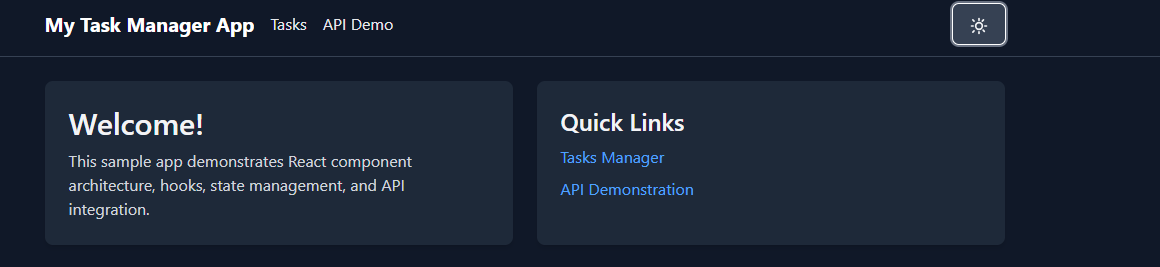 My Task Manager App Tasks API Demo
Welcome!
This sample app demonstrates React component
architecture, hooks, state management, and API
integration.
Quick Links
Tasks Manager
API Demonstration